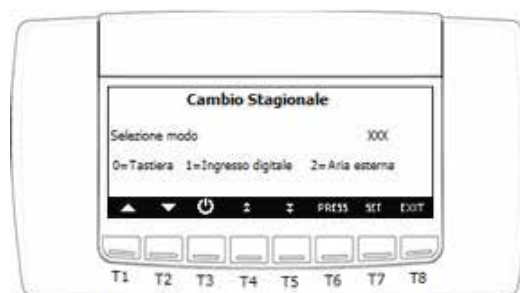 Cambio Stagionale
Selezione modo XXX
0=Tastiera 1=Ingresso digitale 2=Aria esterna
PRESS SET EXIT
T1 T2 T3 T4 T5 T6 T7 T8